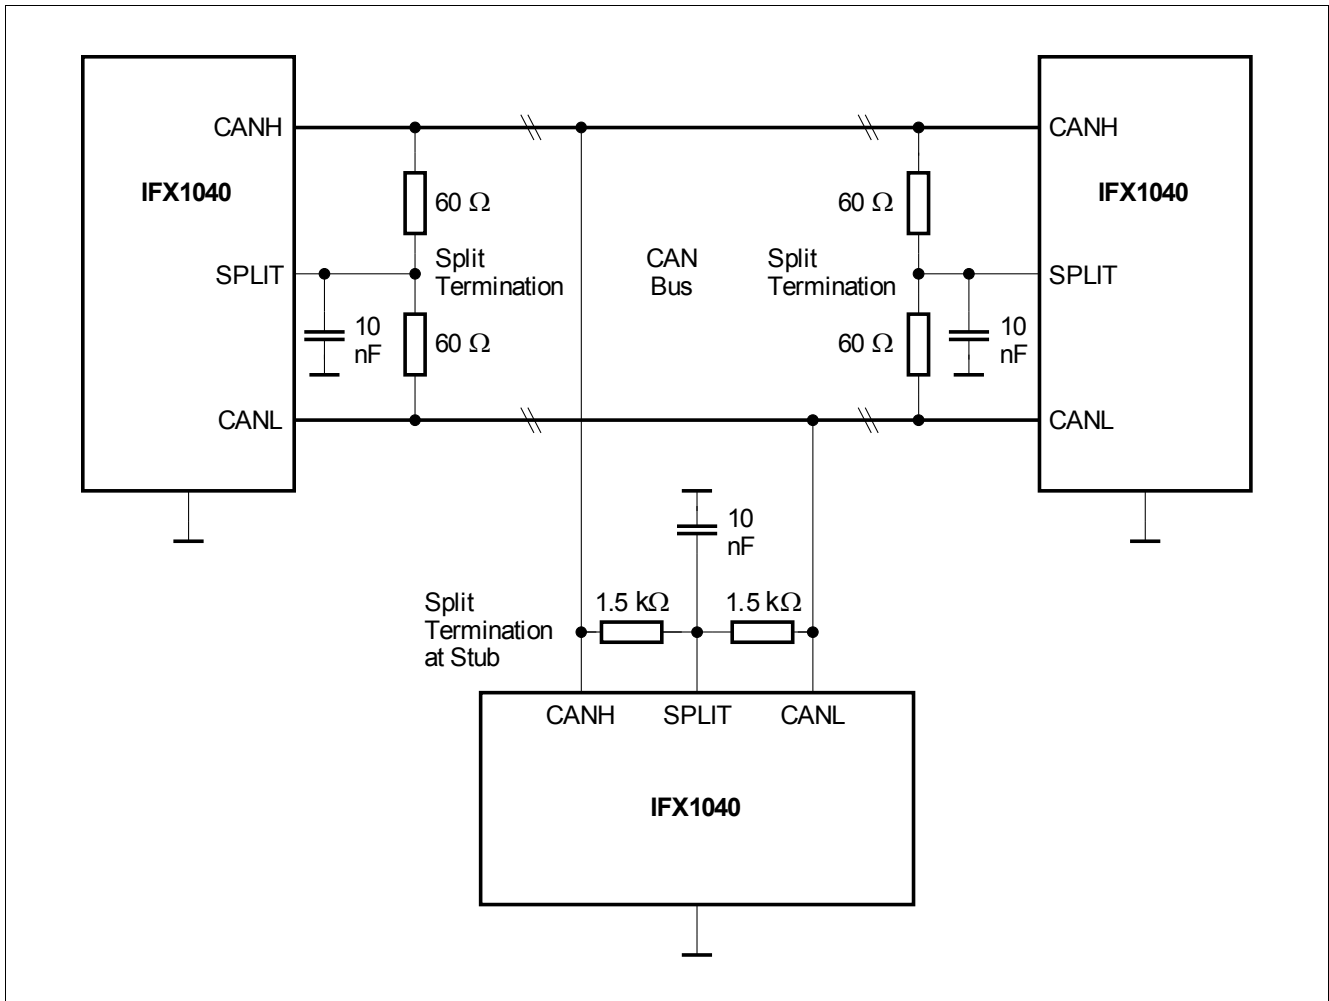 CANH
IFX1040
SPLIT
CANL
60 Ω
Split
Termination
60 Ω
10
nF
CAN
Bus
60 Ω
Split
Termination
60 Ω
10
nF
CANH
IFX1040
SPLIT
CANL
10
nF
Split
Termination
at Stub
1.5 kΩ
1.5 kΩ
CANH
SPLIT
CANL
IFX1040